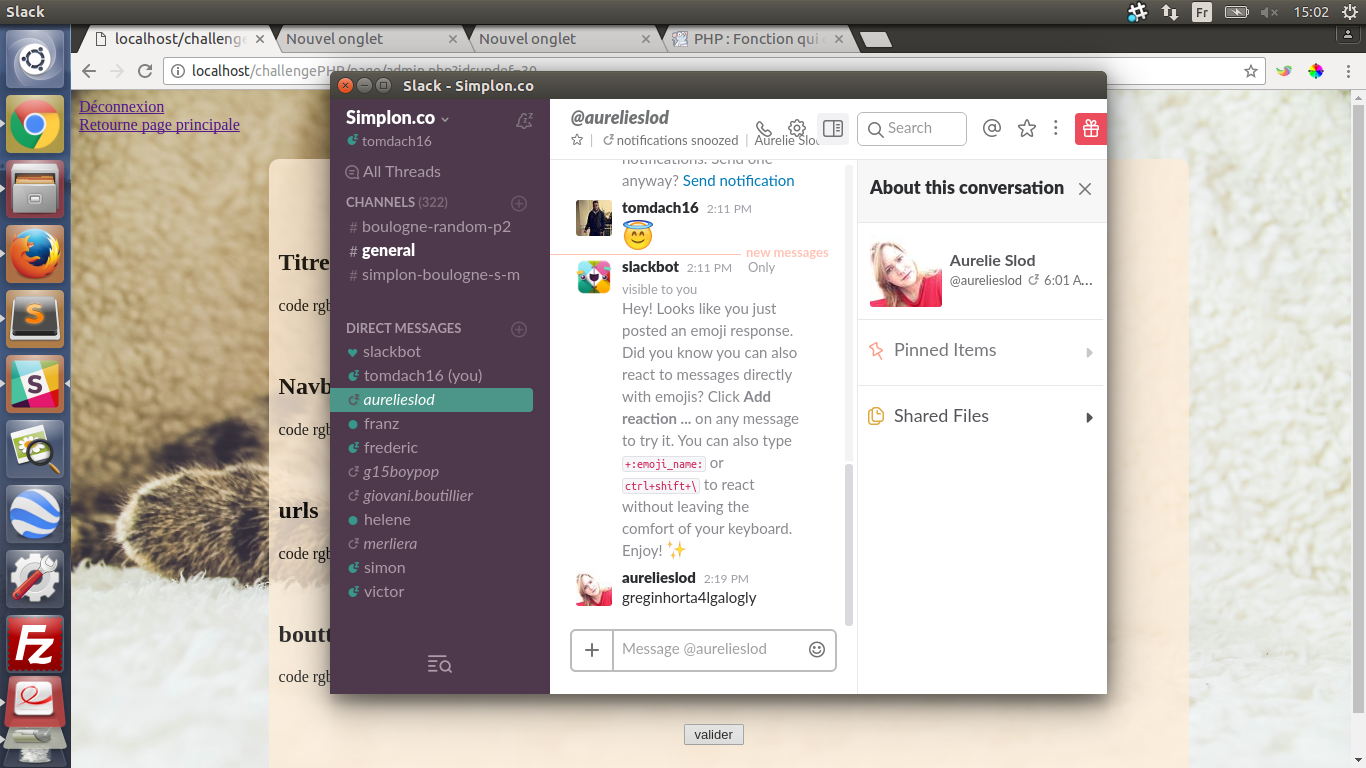 Slack
Fr
15:02
localhost/challenge
Nouvel onglet
Nouvel onglet
PHP : Fonction qui
localhost/challengePHP/page/admin.php?idsundef=30
Déconnexion
Retourne page principale
Titre
code rgb
Navb
code rgb
urls
code rgb
boutt
code rgb
valider
Slack - Simplon.co
Simplon.co
tomdach16
All Threads
CHANNELS (322)
# boulogne-random-p2
# general
# simplon-boulogne-s-m
DIRECT MESSAGES
slackbot
tomdach16 (you)
aurelieslod
franz
frederic
g15boypop
giovani.boutillier
helene
merliera
simon
victor
@aurelieslod
notifications snoozed | Aurelie Slod
Search
notifications. Send one
anyway? Send notification
tomdach16 2:11 PM
new messages
slackbot 2:11 PM Only
visible to you
Hey! Looks like you just
posted an emoji response.
Did you know you can also
react to messages directly
with emojis? Click Add
reaction ... on any message
to try it. You can also type
+:emoji_name: or
ctrl+shift+\ to react
without leaving the
comfort of your keyboard.
Enjoy! ✨
aurelieslod 2:19 PM
greginhorta4lgalogly
Message @aurelieslod
About this conversation
Aurelie Slod
@aurelieslod 6:01 A...
Pinned Items
Shared Files